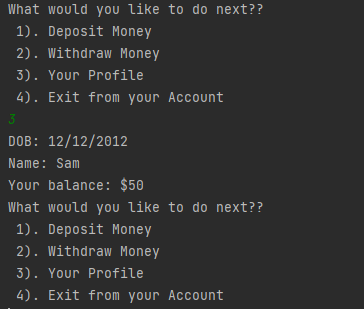 What would you like to do next??
1). Deposit Money
2). Withdraw Money
3). Your Profile
4). Exit from your Account
3
DOB: 12/12/2012
Name: Sam
Your balance: $50
What would you like to do next??
1). Deposit Money
2). Withdraw Money
3). Your Profile
4). Exit from your Account